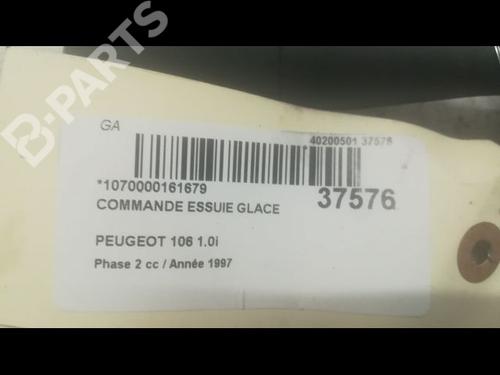 B-PARTS
GA
40200501 37576
*1070000161679
37576
COMMANDE ESSUIE GLACE
PEUGEOT 106 1.0i
Phase 2 cc / Année 1997